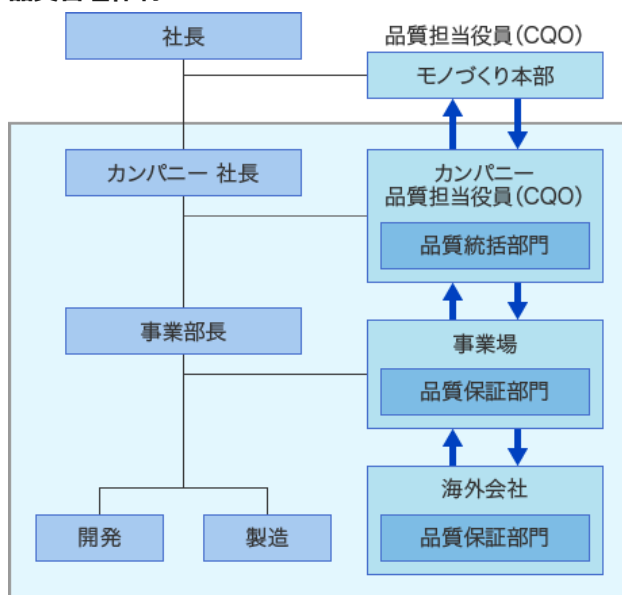 社長
品質担当役員(CQO)
モノづくり本部
カンパニー 社長
カンパニー
品質担当役員(CQO)
品質統括部門
事業部長
事業場
品質保証部門
海外会社
開発
製造
品質保証部門